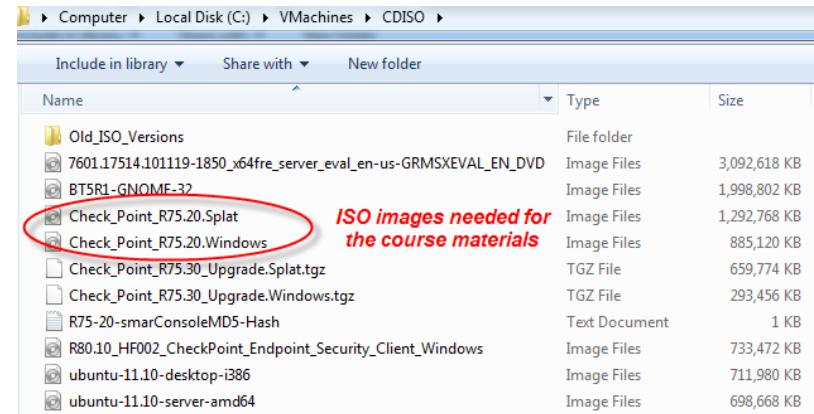 Computer ▸ Local Disk (C:) ▸ VMachines ▸ CDISO ▸
Include in library ▾ Share with ▾ New folder
Name Type Size
Old_ISO_Versions File folder
7601.17514.101119-1850_x64fre_server_eval_en-us-GRMSXEVAL_EN_DVD Image Files 3,092,618 KB
BT5R1-GNOME-32 Image Files 1,998,802 KB
Check_Point_R75.20.Splat Image Files 1,292,768 KB
Check_Point_R75.20.Windows Image Files 885,120 KB
ISO images needed for
the course materials
Check_Point_R75.30_Upgrade.Splat.tgz TGZ File 659,774 KB
Check_Point_R75.30_Upgrade.Windows.tgz TGZ File 293,456 KB
R75-20-smarConsoleMD5-Hash Text Document 1 KB
R80.10_HF002_CheckPoint_Endpoint_Security_Client_Windows Image Files 733,472 KB
ubuntu-11.10-desktop-i386 Image Files 711,980 KB
ubuntu-11.10-server-amd64 Image Files 698,668 KB